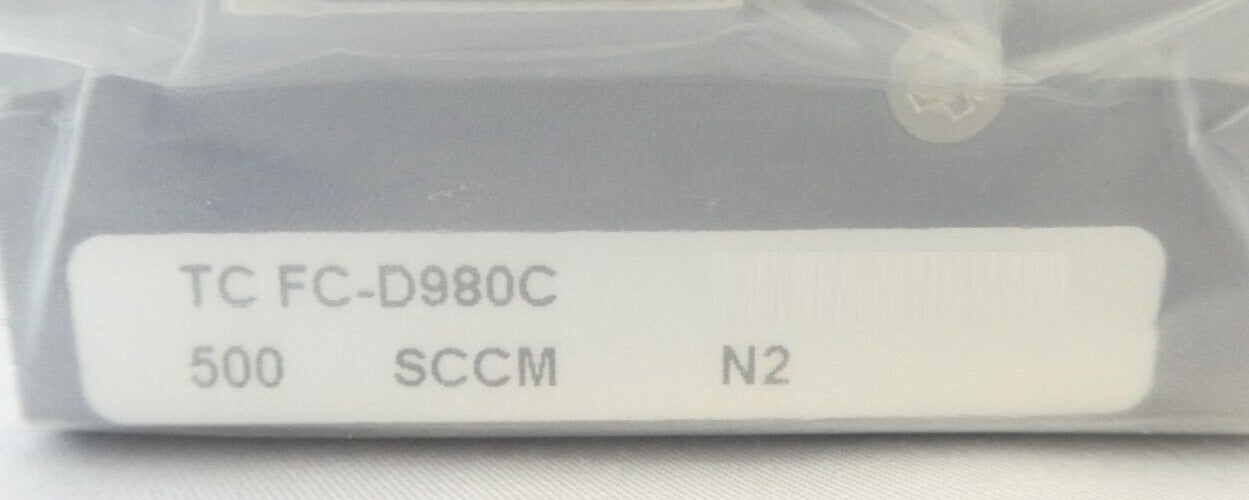 TC FC-D980C
500 SCCM N2